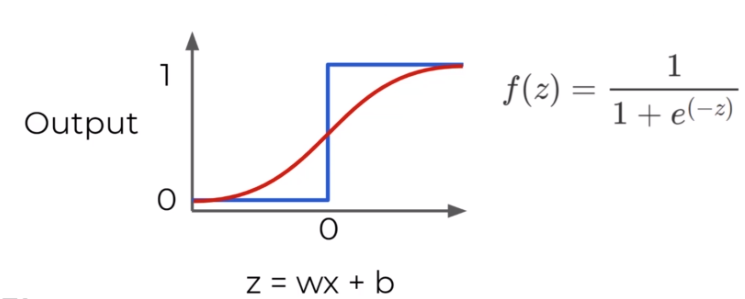 1
Output
0
0
z = wx + b
f(z) = 1 / (1 + e^(-z))